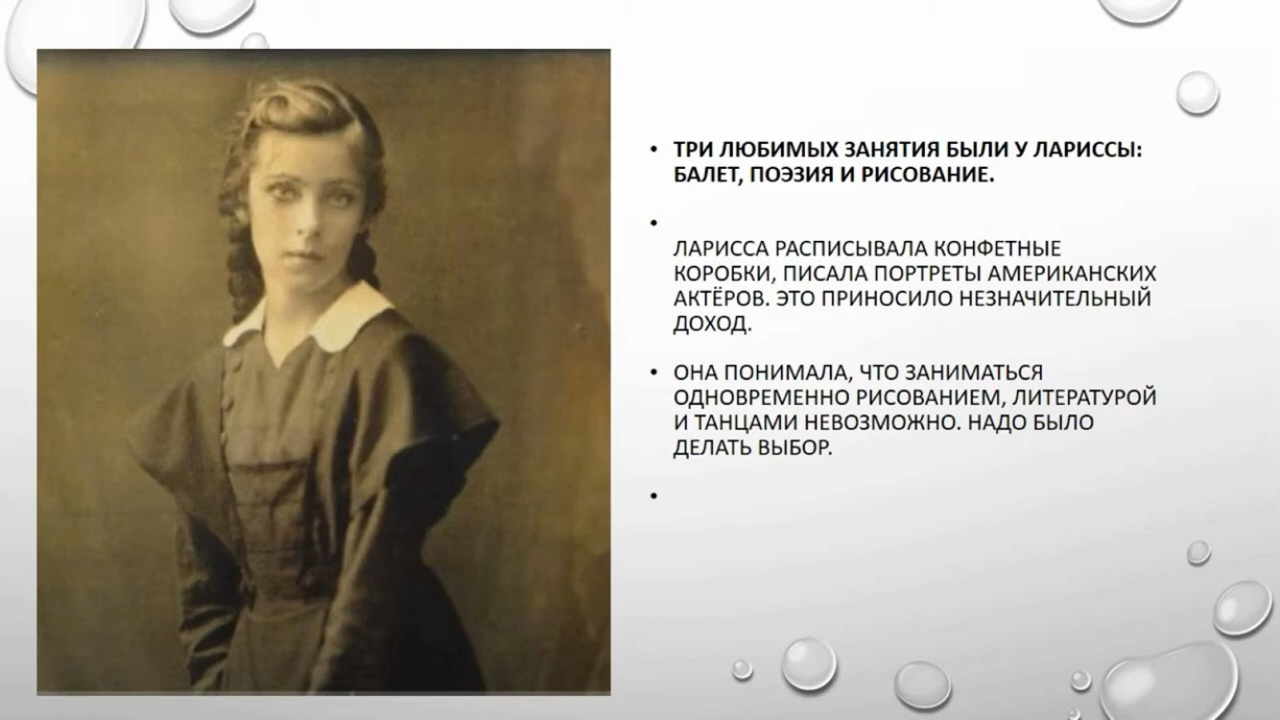 • ТРИ ЛЮБИМЫХ ЗАНЯТИЯ БЫЛИ У ЛАРИССЫ:
БАЛЕТ, ПОЭЗИЯ И РИСОВАНИЕ.
•
ЛАРИССА РАСПИСЫВАЛА КОНФЕТНЫЕ
КОРОБКИ, ПИСАЛА ПОРТРЕТЫ АМЕРИКАНСКИХ
АКТЁРОВ. ЭТО ПРИНОСИЛО НЕЗНАЧИТЕЛЬНЫЙ
ДОХОД.
• ОНА ПОНИМАЛА, ЧТО ЗАНИМАТЬСЯ
ОДНОВРЕМЕННО РИСОВАНИЕМ, ЛИТЕРАТУРОЙ
И ТАНЦАМИ НЕВОЗМОЖНО. НАДО БЫЛО
ДЕЛАТЬ ВЫБОР.
•